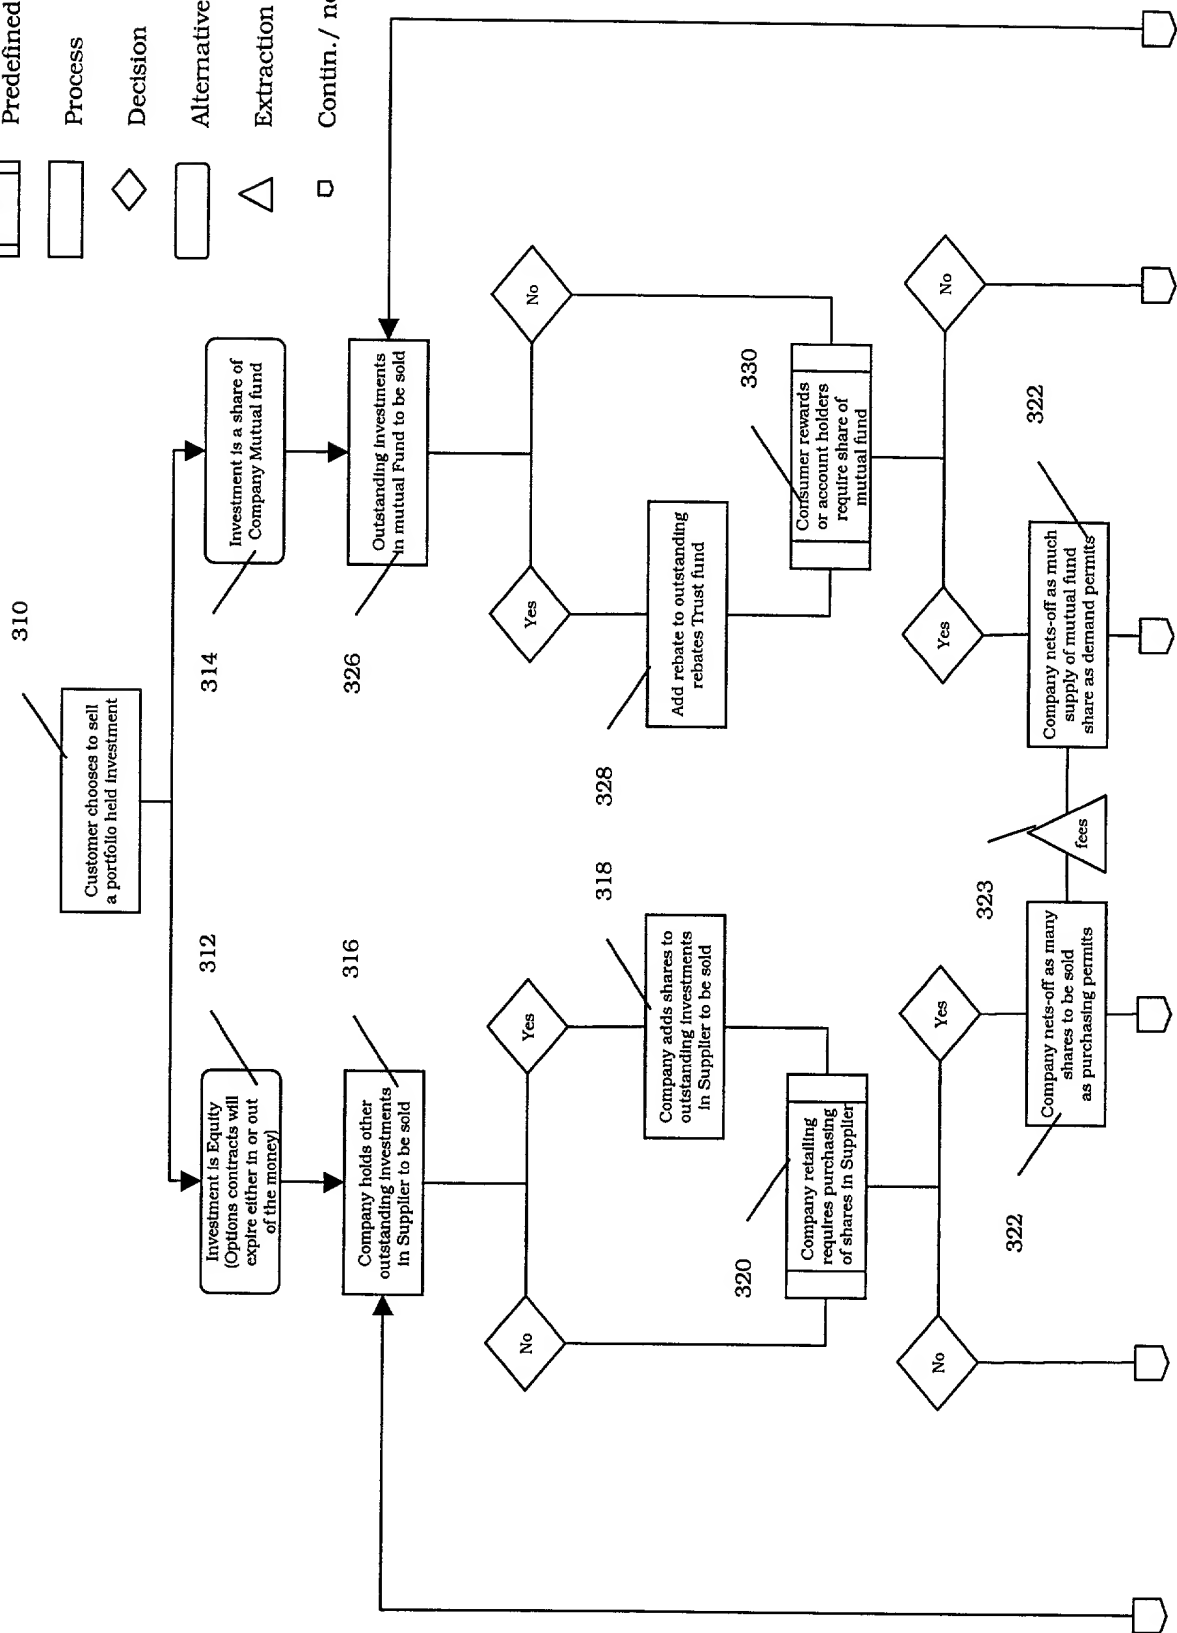 310
Customer chooses to sell
a portfolio held investment
312
Investment is Equity
(Options contracts will
expire either in or out
of the money)
314
Investment is a share of
Company Mutual fund
316
Company holds other
outstanding investments
in Supplier to be sold
326
Outstanding investments
in mutual Fund to be sold
No
Yes
Yes
No
318
Company adds shares to
outstanding investments
in Supplier to be sold
328
Add rebate to outstanding
rebates Trust fund
320
Company retailing
requires purchasing
of shares in Supplier
330
Consumer rewards
or account holders
require share of
mutual fund
No
Yes
Yes
No
322
Company nets-off as many
shares to be sold
as purchasing permits
323
fees
322
Company nets-off as much
supply of mutual fund
share as demand permits
Predefined
Process
Decision
Alternative
Extraction
Contin./